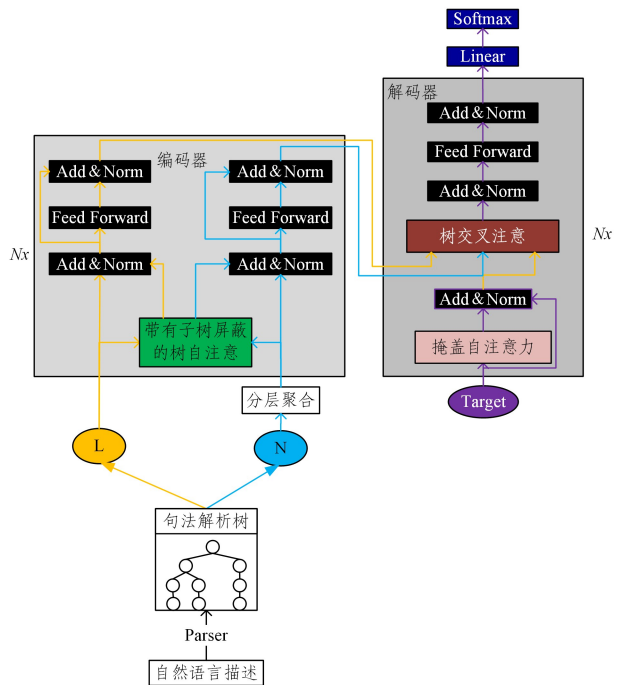 Softmax
Linear
解码器
Add & Norm
Feed Forward
Add & Norm
树交叉注意
Nx
Add & Norm
掩盖自注意力
Target
编码器
Add & Norm
Add & Norm
Feed Forward
Feed Forward
Nx
Add & Norm
Add & Norm
带有子树屏蔽
的树自注意
分层聚合
L
N
句法解析树
Parser
自然语言描述